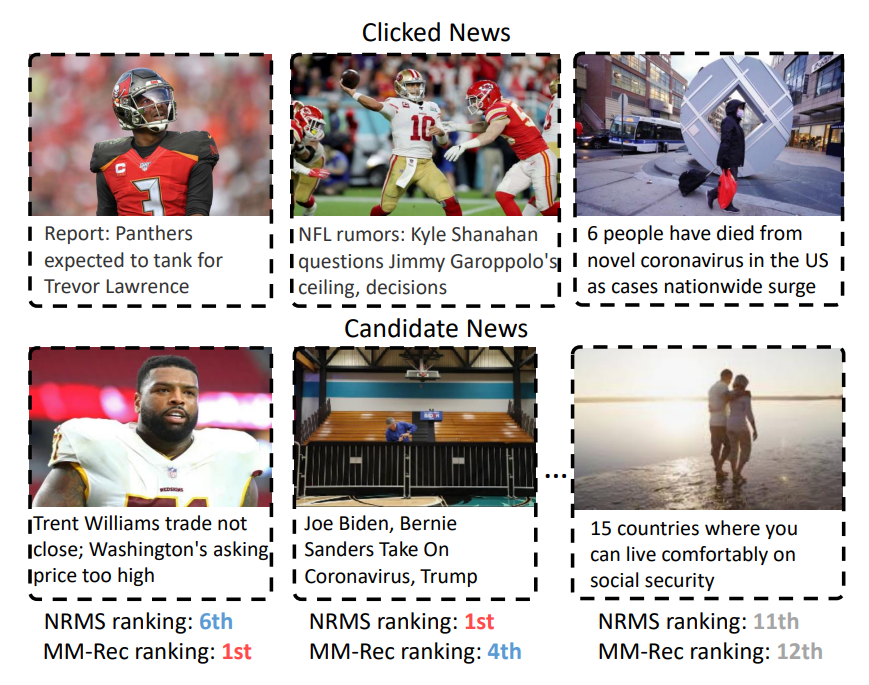 Clicked News
3
10
Report: Panthers
expected to tank for
Trevor Lawrence
NFL rumors: Kyle Shanahan
questions Jimmy Garoppolo's
ceiling, decisions
6 people have died from
novel coronavirus in the US
as cases nationwide surge
Candidate News
REDSKINS
Trent Williams trade not
close; Washington's asking
price too high
Joe Biden, Bernie
Sanders Take On
Coronavirus, Trump
...
15 countries where you
can live comfortably on
social security
NRMS ranking: 6th
MM-Rec ranking: 1st
NRMS ranking: 1st
MM-Rec ranking: 4th
NRMS ranking: 11th
MM-Rec ranking: 12th